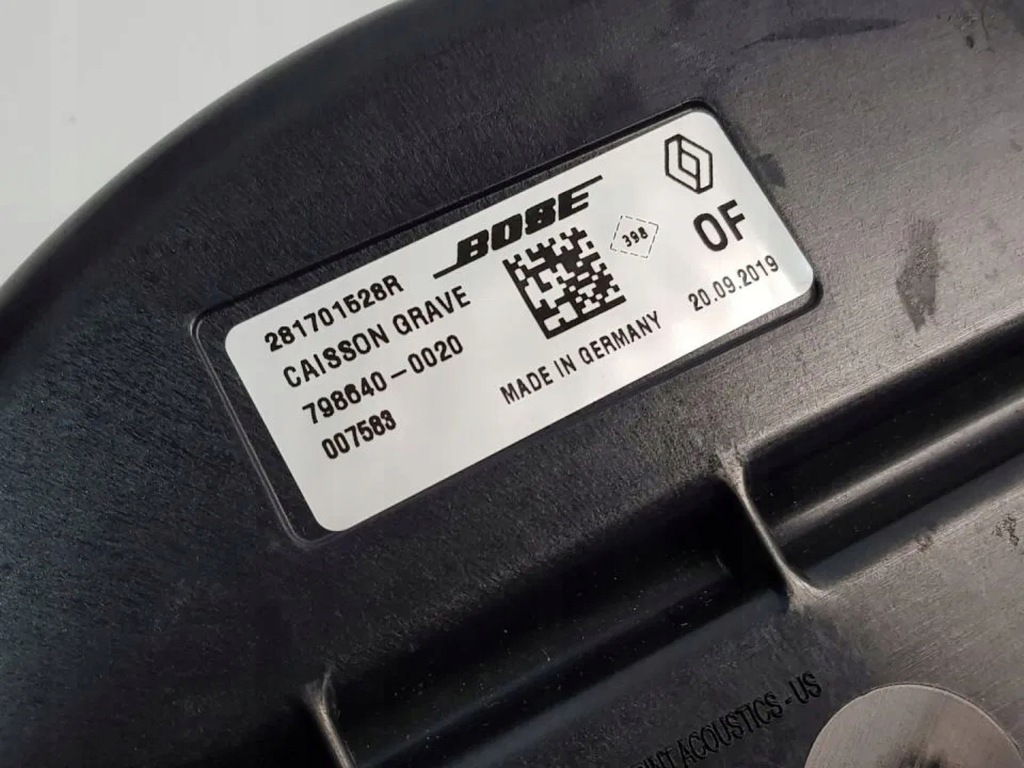 BOSE
281701528R
CAISSON GRAVE
798640-0020
007583
398
OF
MADE IN GERMANY
20.09.2019
ACOUSTICS - US